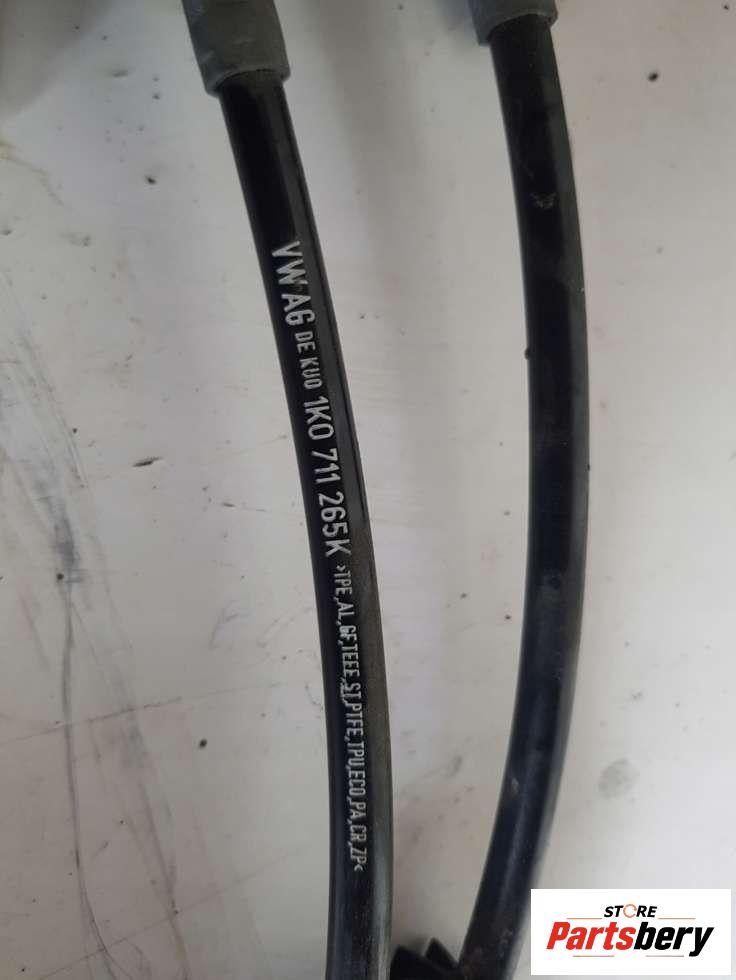 VW AG DE KUO 1K0 711 265K >TPE,AL,GF,TEEE,ST,PTFE,TPU,ECO,PA,CR,ZP<
STORE
Partsbery